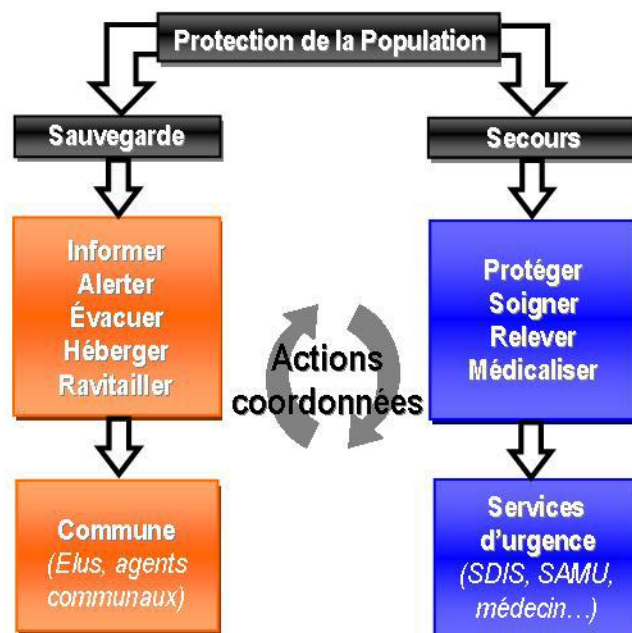 Protection de la Population
Sauvegarde
Secours
Informer
Alerter
Évacuer
Héberger
Ravitailler
Protéger
Soigner
Relever
Médicaliser
Actions
coordonnées
Commune
(Elus, agents
communaux)
Services
d'urgence
(SDIS, SAMU,
médecin...)